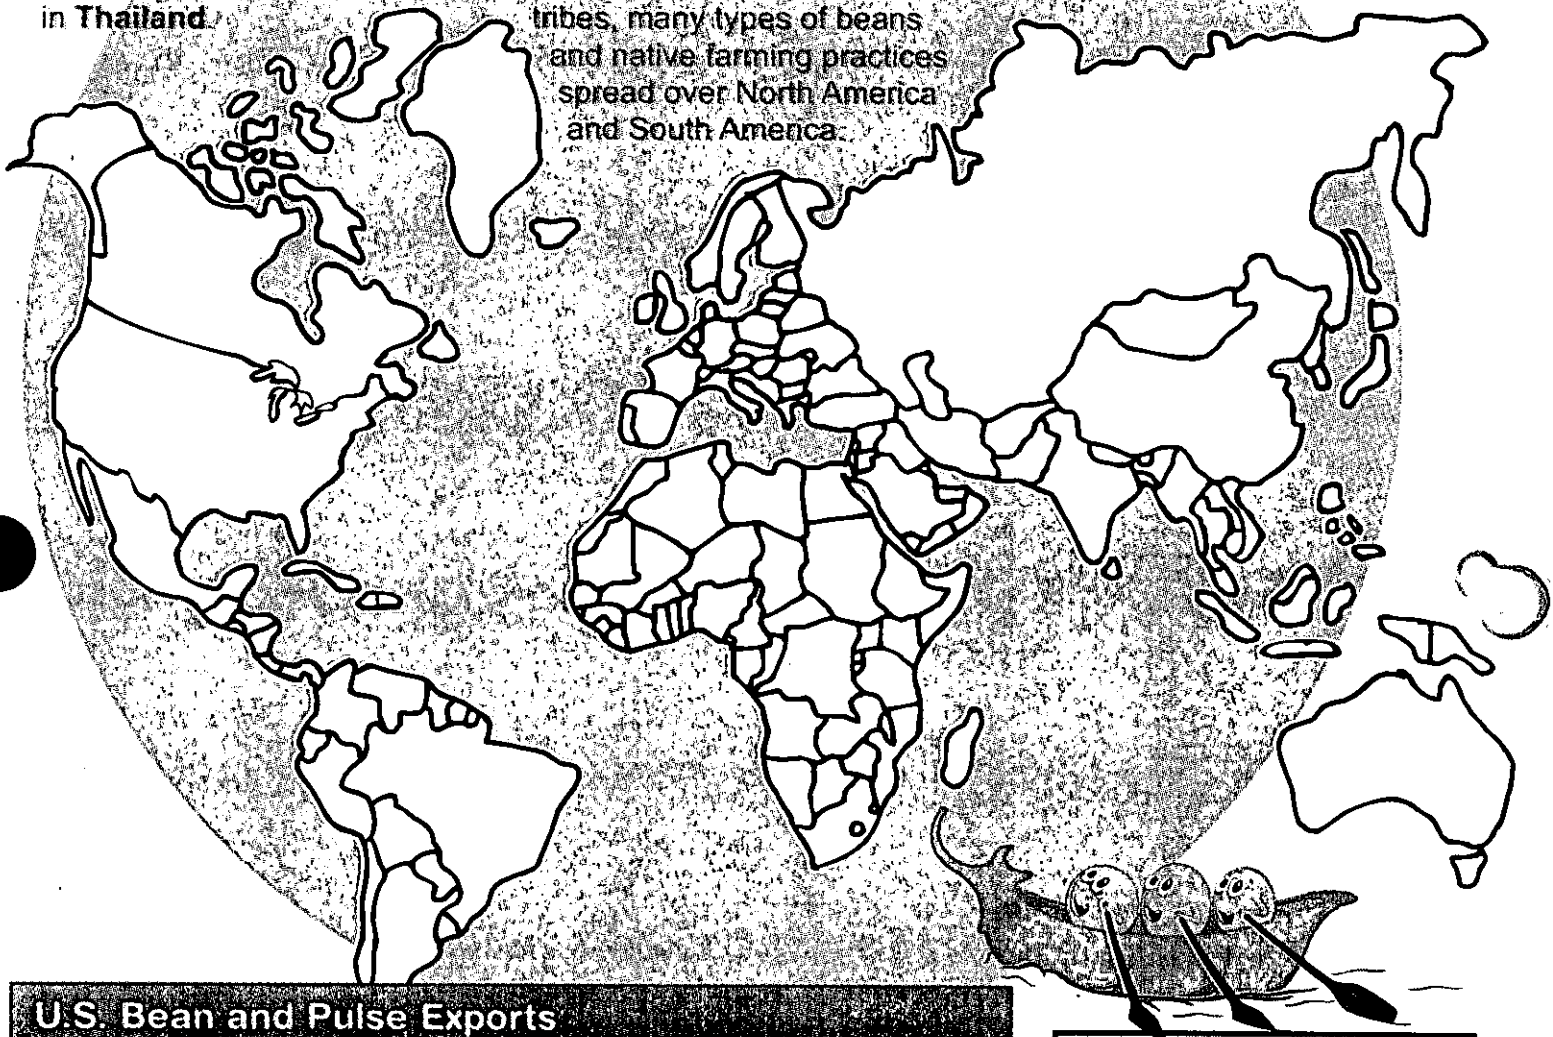 in Thailand.
tribes, many types of beans
and native farming practices
spread over North America
and South America.
U.S. Bean and Pulse Exports